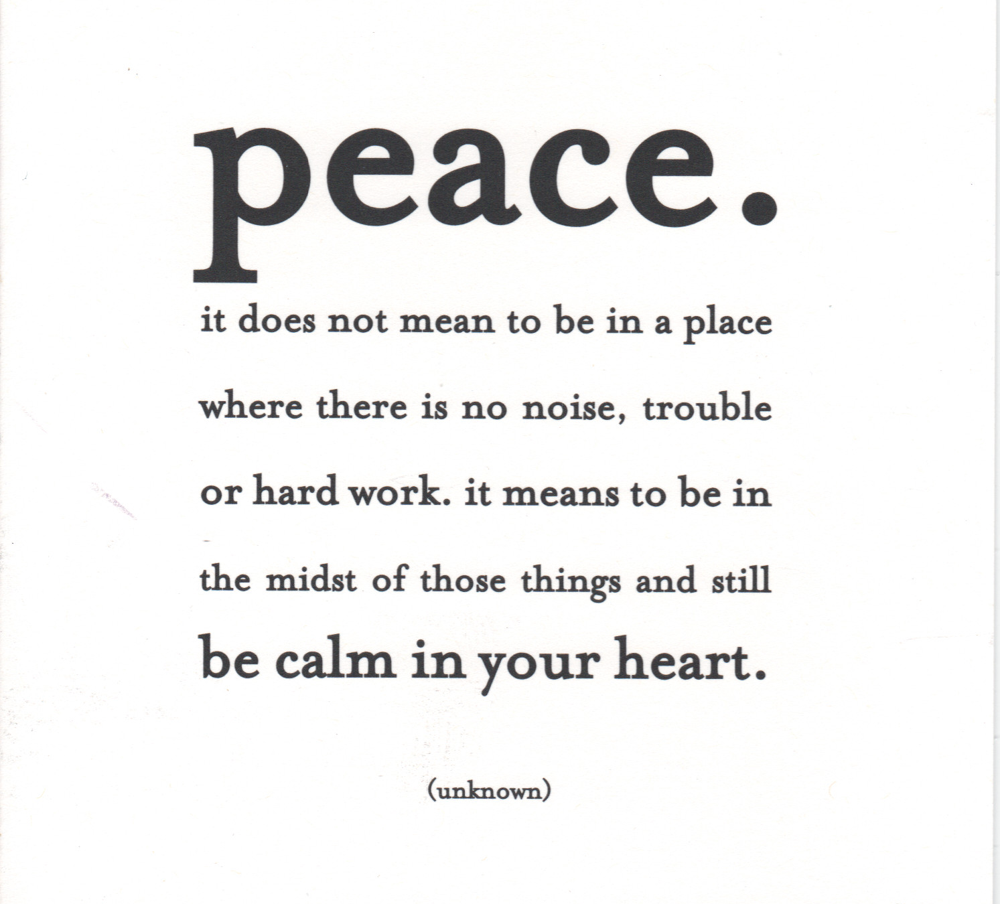 peace.
it does not mean to be in a place
where there is no noise, trouble
or hard work. it means to be in
the midst of those things and still
be calm in your heart.
(unknown)